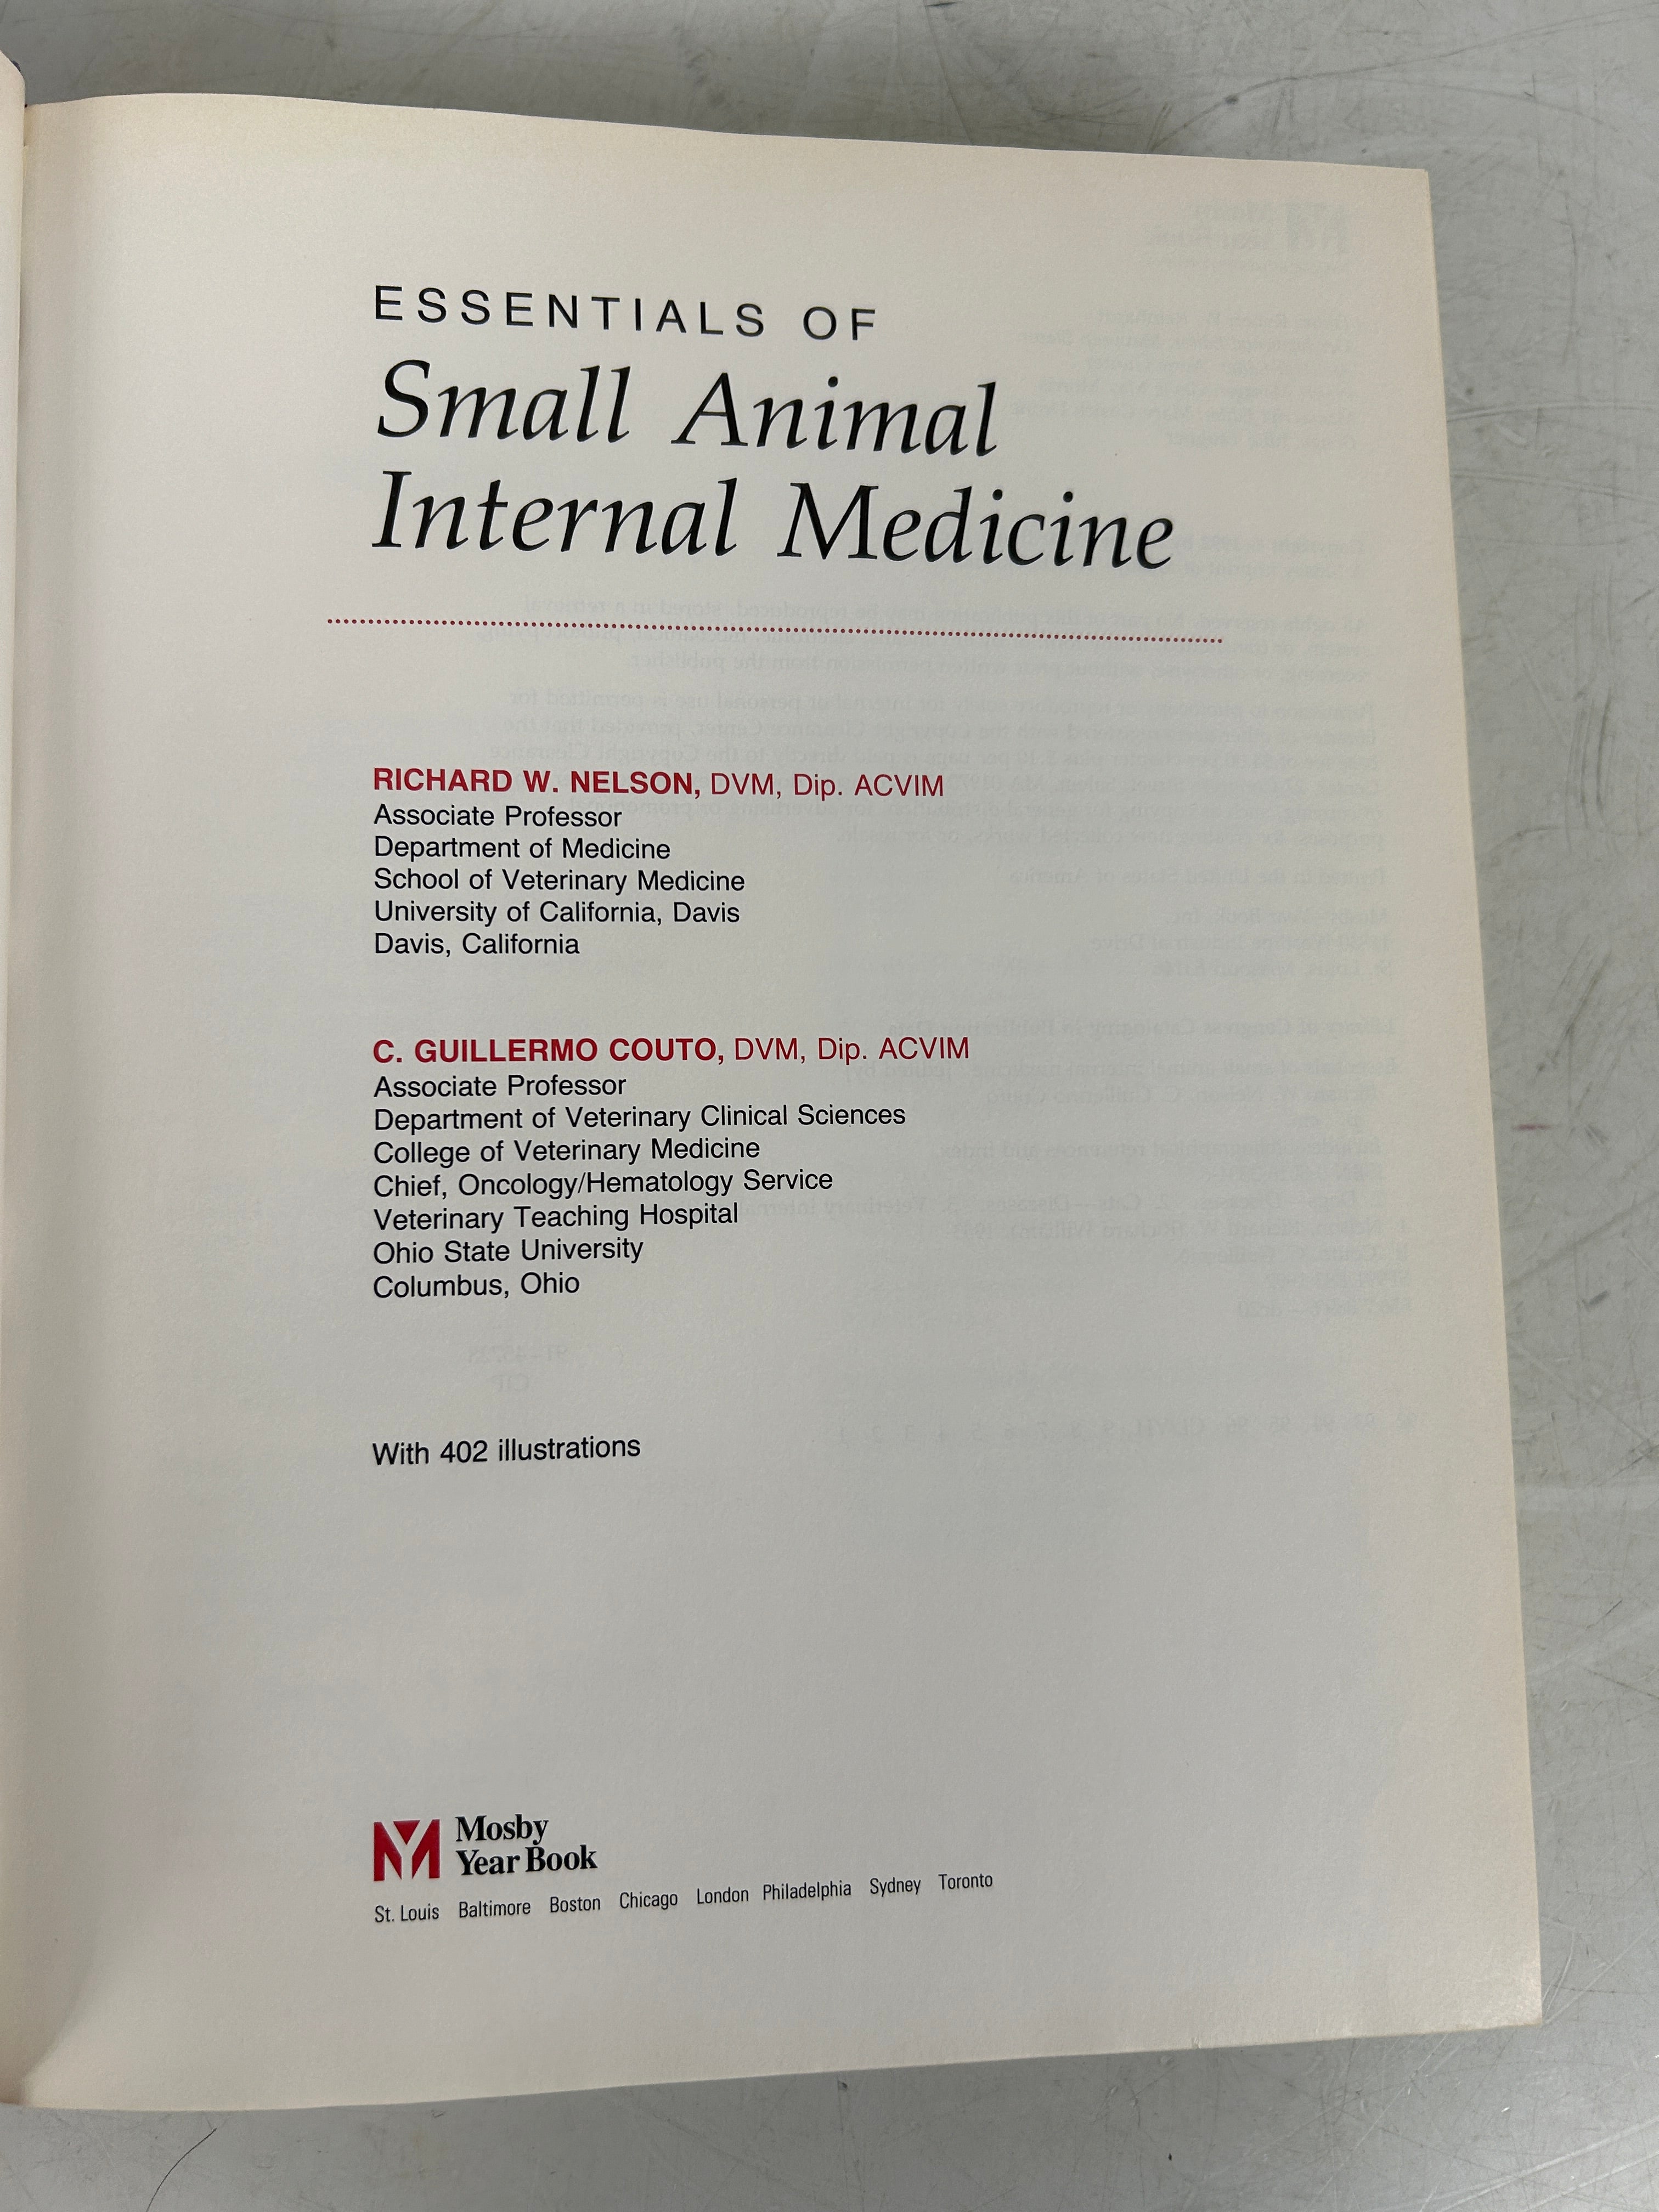 ESSENTIALS OF
Small Animal
Internal Medicine
RICHARD W. NELSON, DVM, Dip. ACVIM
Associate Professor
Department of Medicine
School of Veterinary Medicine
University of California, Davis
Davis, California
C. GUILLERMO COUTO, DVM, Dip. ACVIM
Associate Professor
Department of Veterinary Clinical Sciences
College of Veterinary Medicine
Chief, Oncology/Hematology Service
Veterinary Teaching Hospital
Ohio State University
Columbus, Ohio
With 402 illustrations
Mosby
Year Book
St. Louis Baltimore Boston Chicago London Philadelphia Sydney Toronto